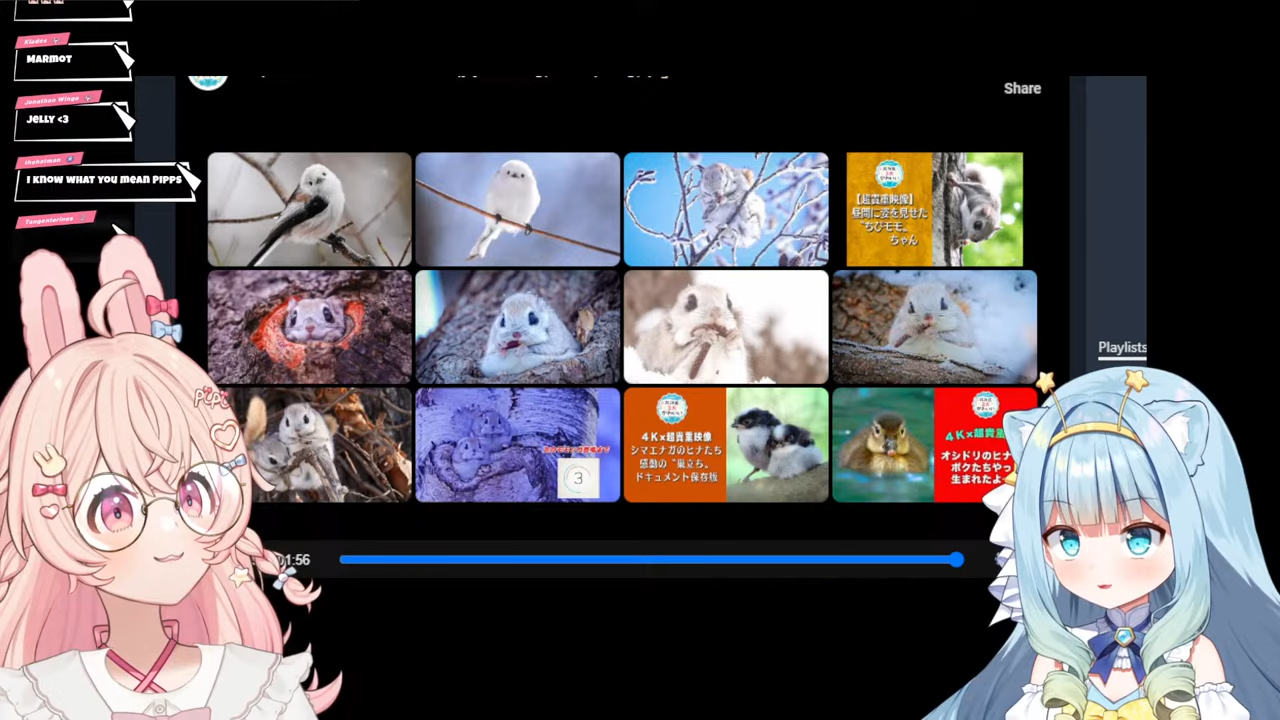 Klades
Marmot
Jonathan Wings
Jelly <3
thehatman
I know what you mean Pipps
Tangenterines
Share
【超貴重映像】
昼間に姿を見せた
〝ちびモモ〟
ちゃん
Playlists
3
４Ｋ×超貴重映像
シマエナガのヒナたち
感動の〝巣立ち〟
ドキュメント保存版
４Ｋ×超貴重
オシドリのヒナ
ボクたちやっ
生まれたよ
01:56